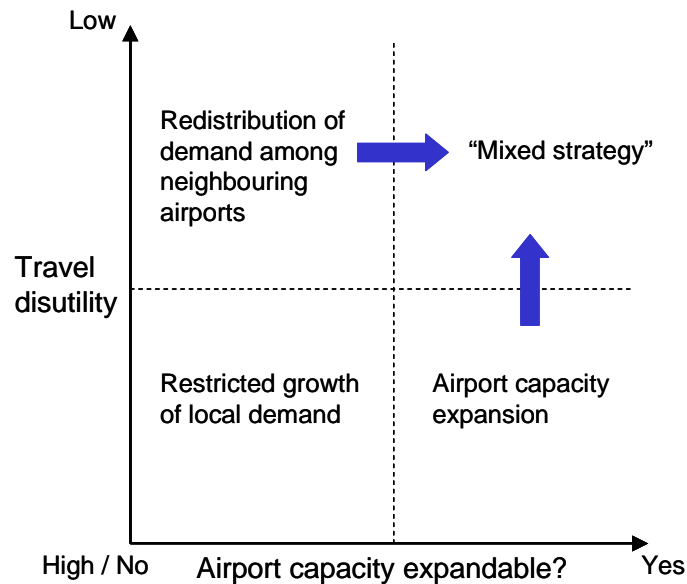 Low
Redistribution of
demand among
neighbouring
airports
“Mixed strategy”
Travel
disutility
Restricted growth
of local demand
Airport capacity
expansion
High / No
Airport capacity expandable?
Yes